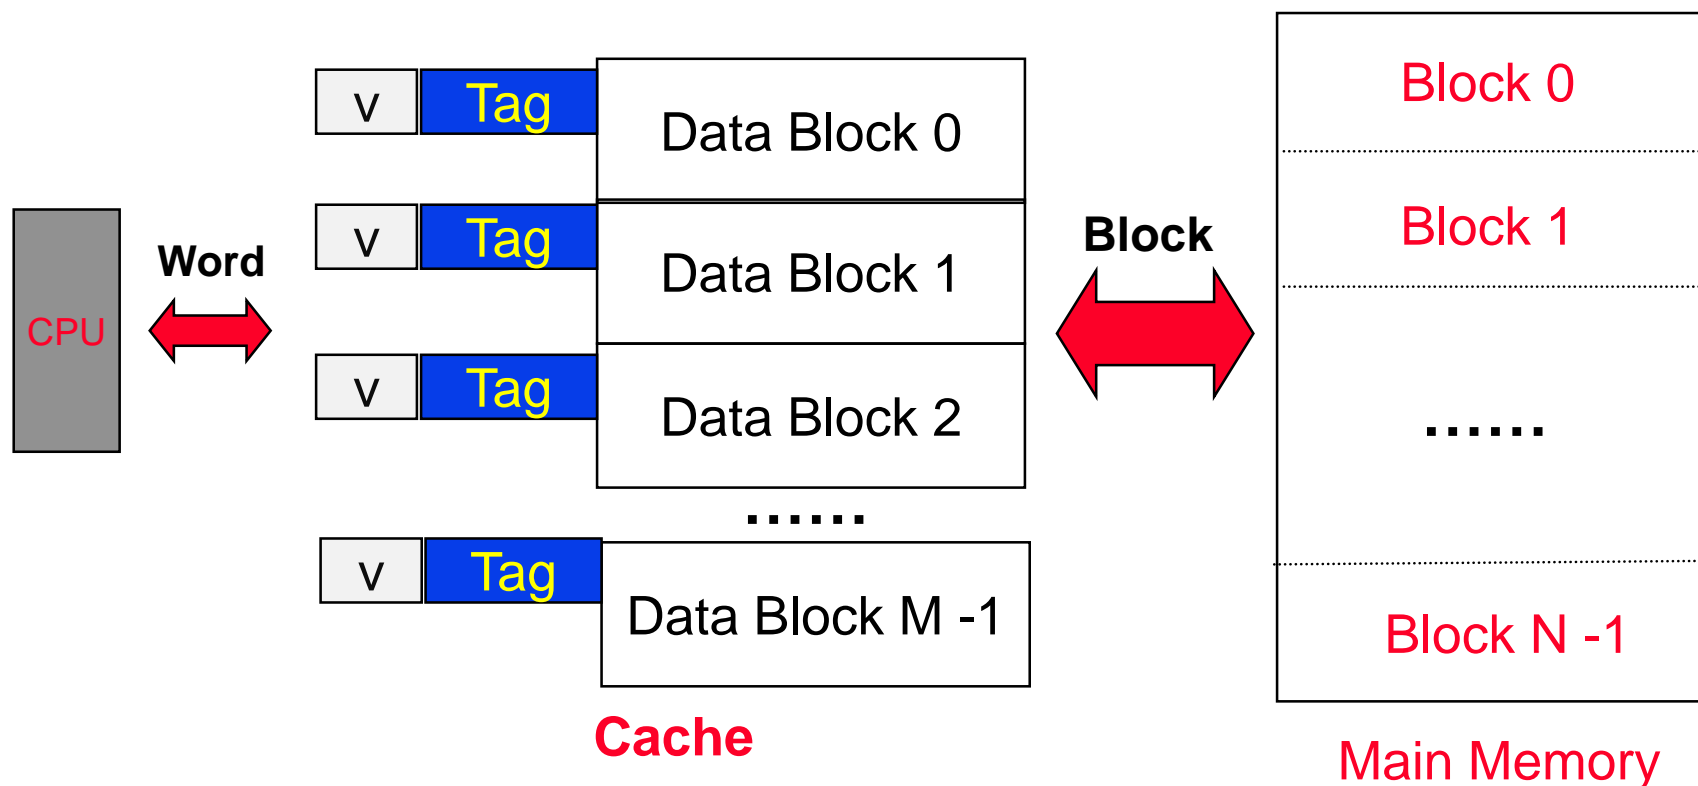 CPU
Word
v Tag Data Block 0
v Tag Data Block 1
v Tag Data Block 2
......
v Tag Data Block M -1
Cache
Block
Block 0
Block 1
......
Block N -1
Main Memory